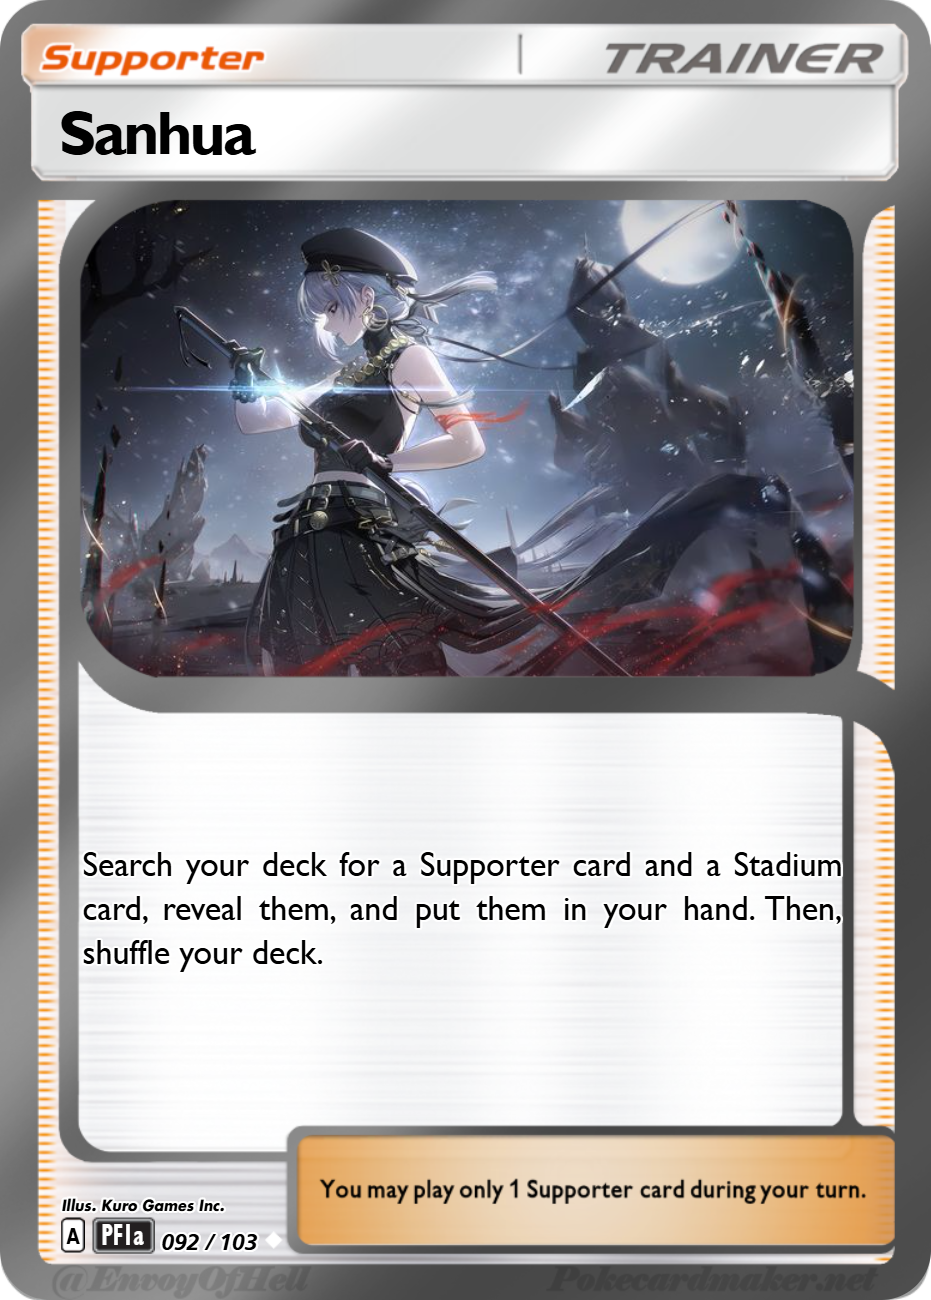 Supporter
TRAINER
Sanhua
Search your deck for a Supporter card and a Stadium
card, reveal them, and put them in your hand. Then,
shuffle your deck.
You may play only 1 Supporter card during your turn.
Illus. Kuro Games Inc.
A PF1a 092 / 103
@EnvoyOfHell
Pokecardmaker.net